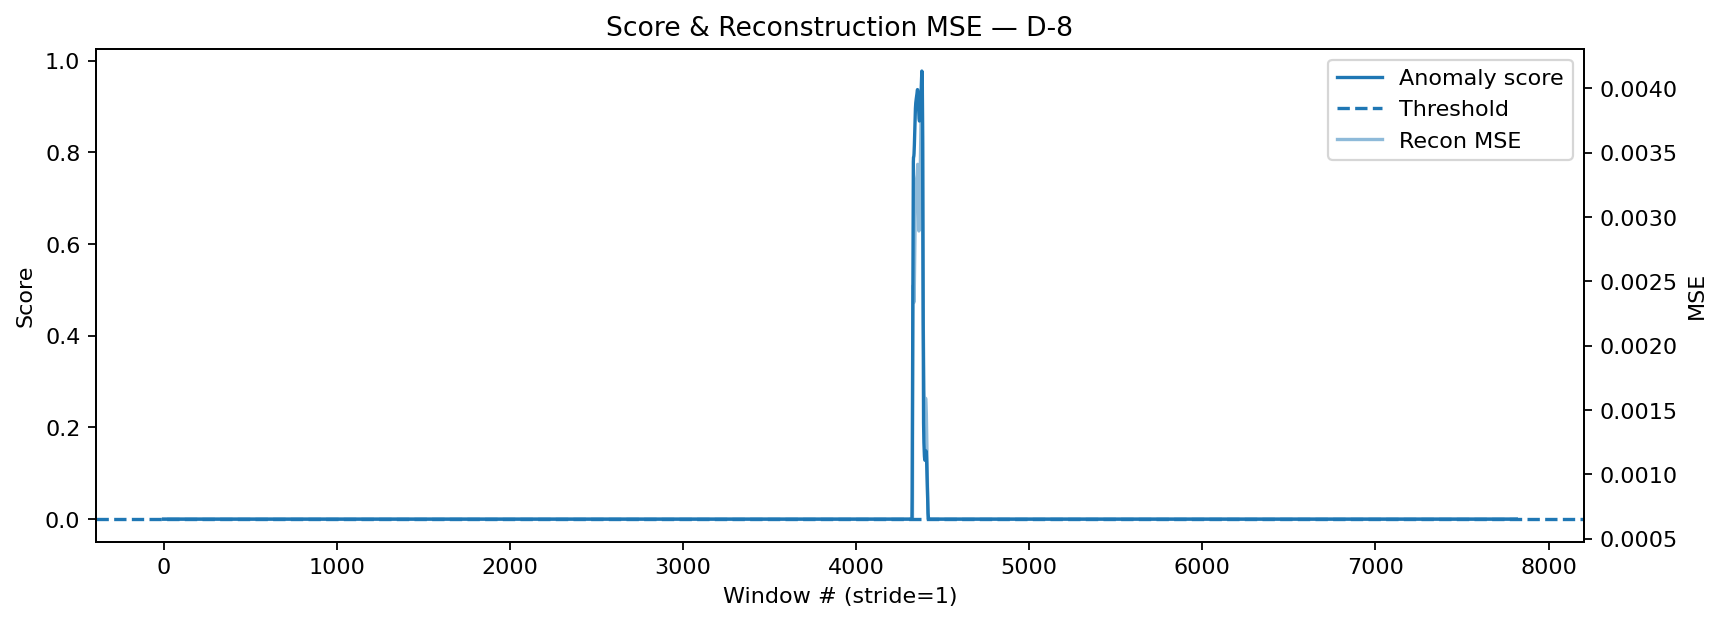 Score & Reconstruction MSE — D-8
Anomaly score
Threshold
Recon MSE
Score
1.0
0.8
0.6
0.4
0.2
0.0
0.0040
0.0035
0.0030
0.0025
0.0020
0.0015
0.0010
0.0005
MSE
0 1000 2000 3000 4000 5000 6000 7000 8000
Window # (stride=1)